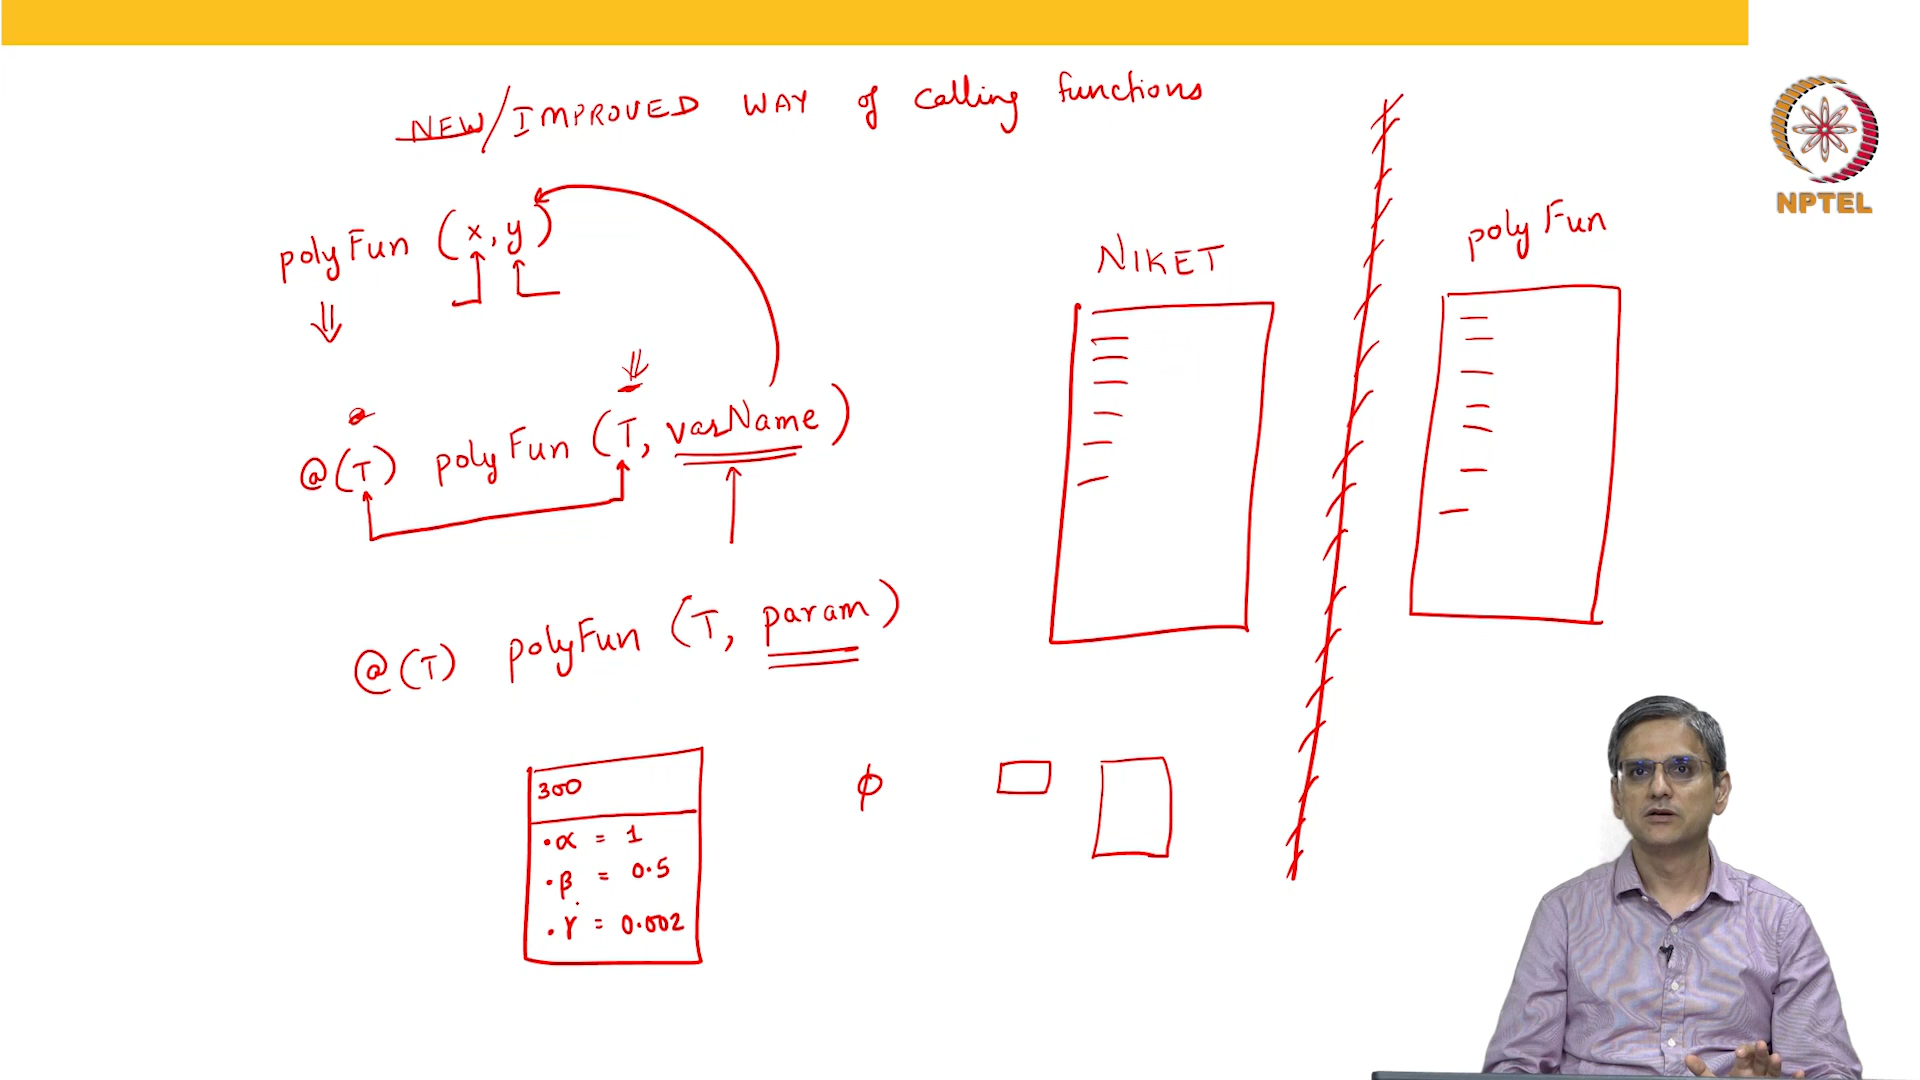 NEW/IMPROVED WAY of calling functions
NPTEL
polyFun (x, y)
NIKET
polyFun
@(T) polyFun (T, varName)
@(T) polyFun (T, param)
300
•α = 1
•β = 0.5
•γ = 0.002
ϕ